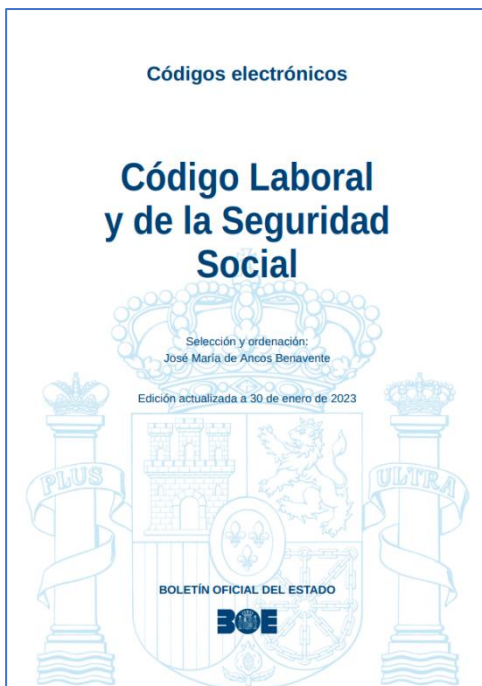 Códigos electrónicos
Código Laboral
y de la Seguridad
Social
Selección y ordenación:
José María de Ancos Benavente
Edición actualizada a 30 de enero de 2023
PLUS
ULTRA
BOLETÍN OFICIAL DEL ESTADO
BOE